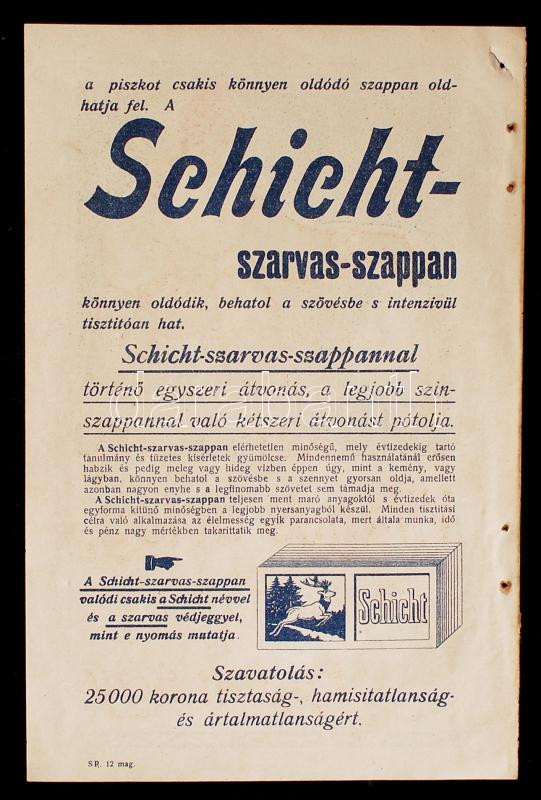 a piszkot csakis könnyen oldódó szappan old-
hatja fel. A
Schicht-
szarvas-szappan
könnyen oldódik, behatol a szövésbe s intenzivül
tisztitóan hat.
Schicht-szarvas-szappannal
történő egyszeri átvonás, a legjobb szin-
szappannal való kétszeri átvonást pótolja.
A Schicht-szarvas-szappan elérhetlen minőségű, mely évtizedekig tartó
tanulmány és tüzetes kisérletek gyümölcse. Mindennemű használatánál erősen
habzik és pedig meleg vagy hideg vizben éppen úgy, mint a kemény, vagy
lágyban, könnyen behatol a szövésbe s a szennyet gyorsan oldja, amellett
azonban nagyon enyhe s a legfinomabb szövetet sem támadja meg.
A Schicht-szarvas-szappan teljesen ment maró anyagoktól s évtizedek óta
egyforma kitünő minőségben a legjobb nyersanyagból készül. Minden tisztitási
célra való alkalmazása az élelmesség egyik parancsolata, mert általa munka, idő
és pénz nagy mértékben takarittatik meg.
A Schicht-szarvas-szappan
valódi csakis a Schicht névvel
és a szarvas védjeggyel,
mint e nyomás mutatja.
Schicht
Szavatolás:
25000 korona tisztaság-, hamisitatlanság-
és ártalmatlanságért.
SR. 12 mag.